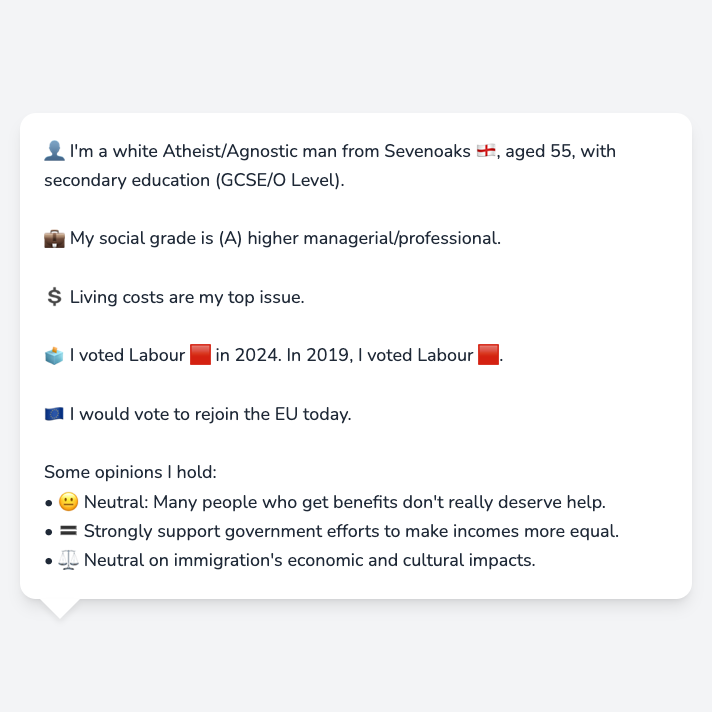 👤 I'm a white Atheist/Agnostic man from Sevenoaks 🏴󠁧󠁢󠁥󠁮󠁧󠁿, aged 55, with
secondary education (GCSE/O Level).
💼 My social grade is (A) higher managerial/professional.
💲 Living costs are my top issue.
🗳️ I voted Labour 🟥 in 2024. In 2019, I voted Labour 🟥.
🇪🇺 I would vote to rejoin the EU today.
Some opinions I hold:
• 😐 Neutral: Many people who get benefits don't really deserve help.
• 🟰 Strongly support government efforts to make incomes more equal.
• ⚖️ Neutral on immigration's economic and cultural impacts.